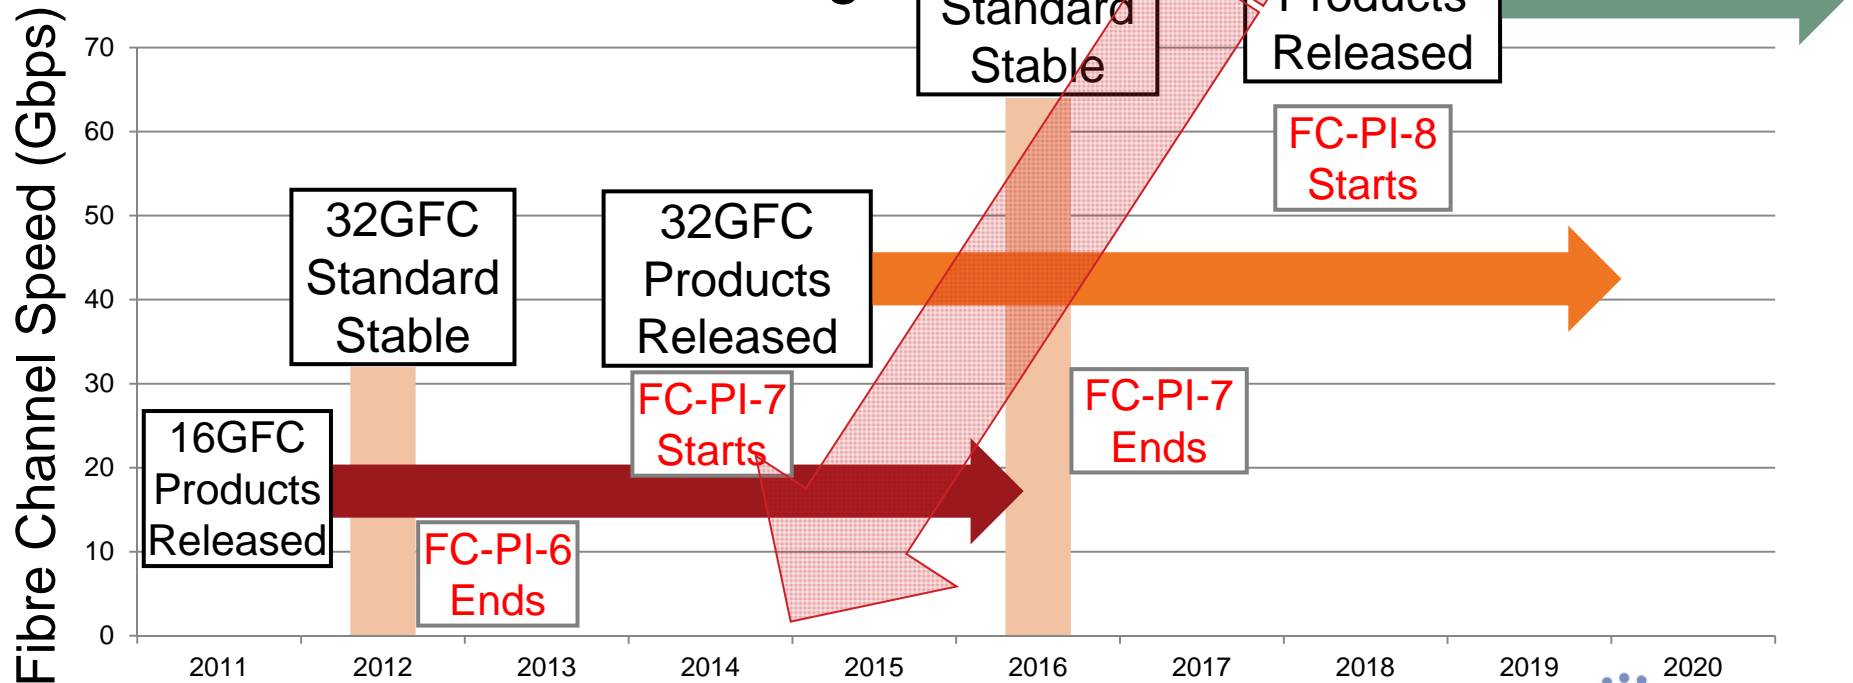 Fibre Channel Speed (Gbps)
70
60
50
40
30
20
10
0
Standard
Stable
Products
Released
FC-PI-8
Starts
32GFC
Standard
Stable
32GFC
Products
Released
FC-PI-7
Starts
FC-PI-7
Ends
16GFC
Products
Released
FC-PI-6
Ends
2011
2012
2013
2014
2015
2016
2017
2018
2019
2020